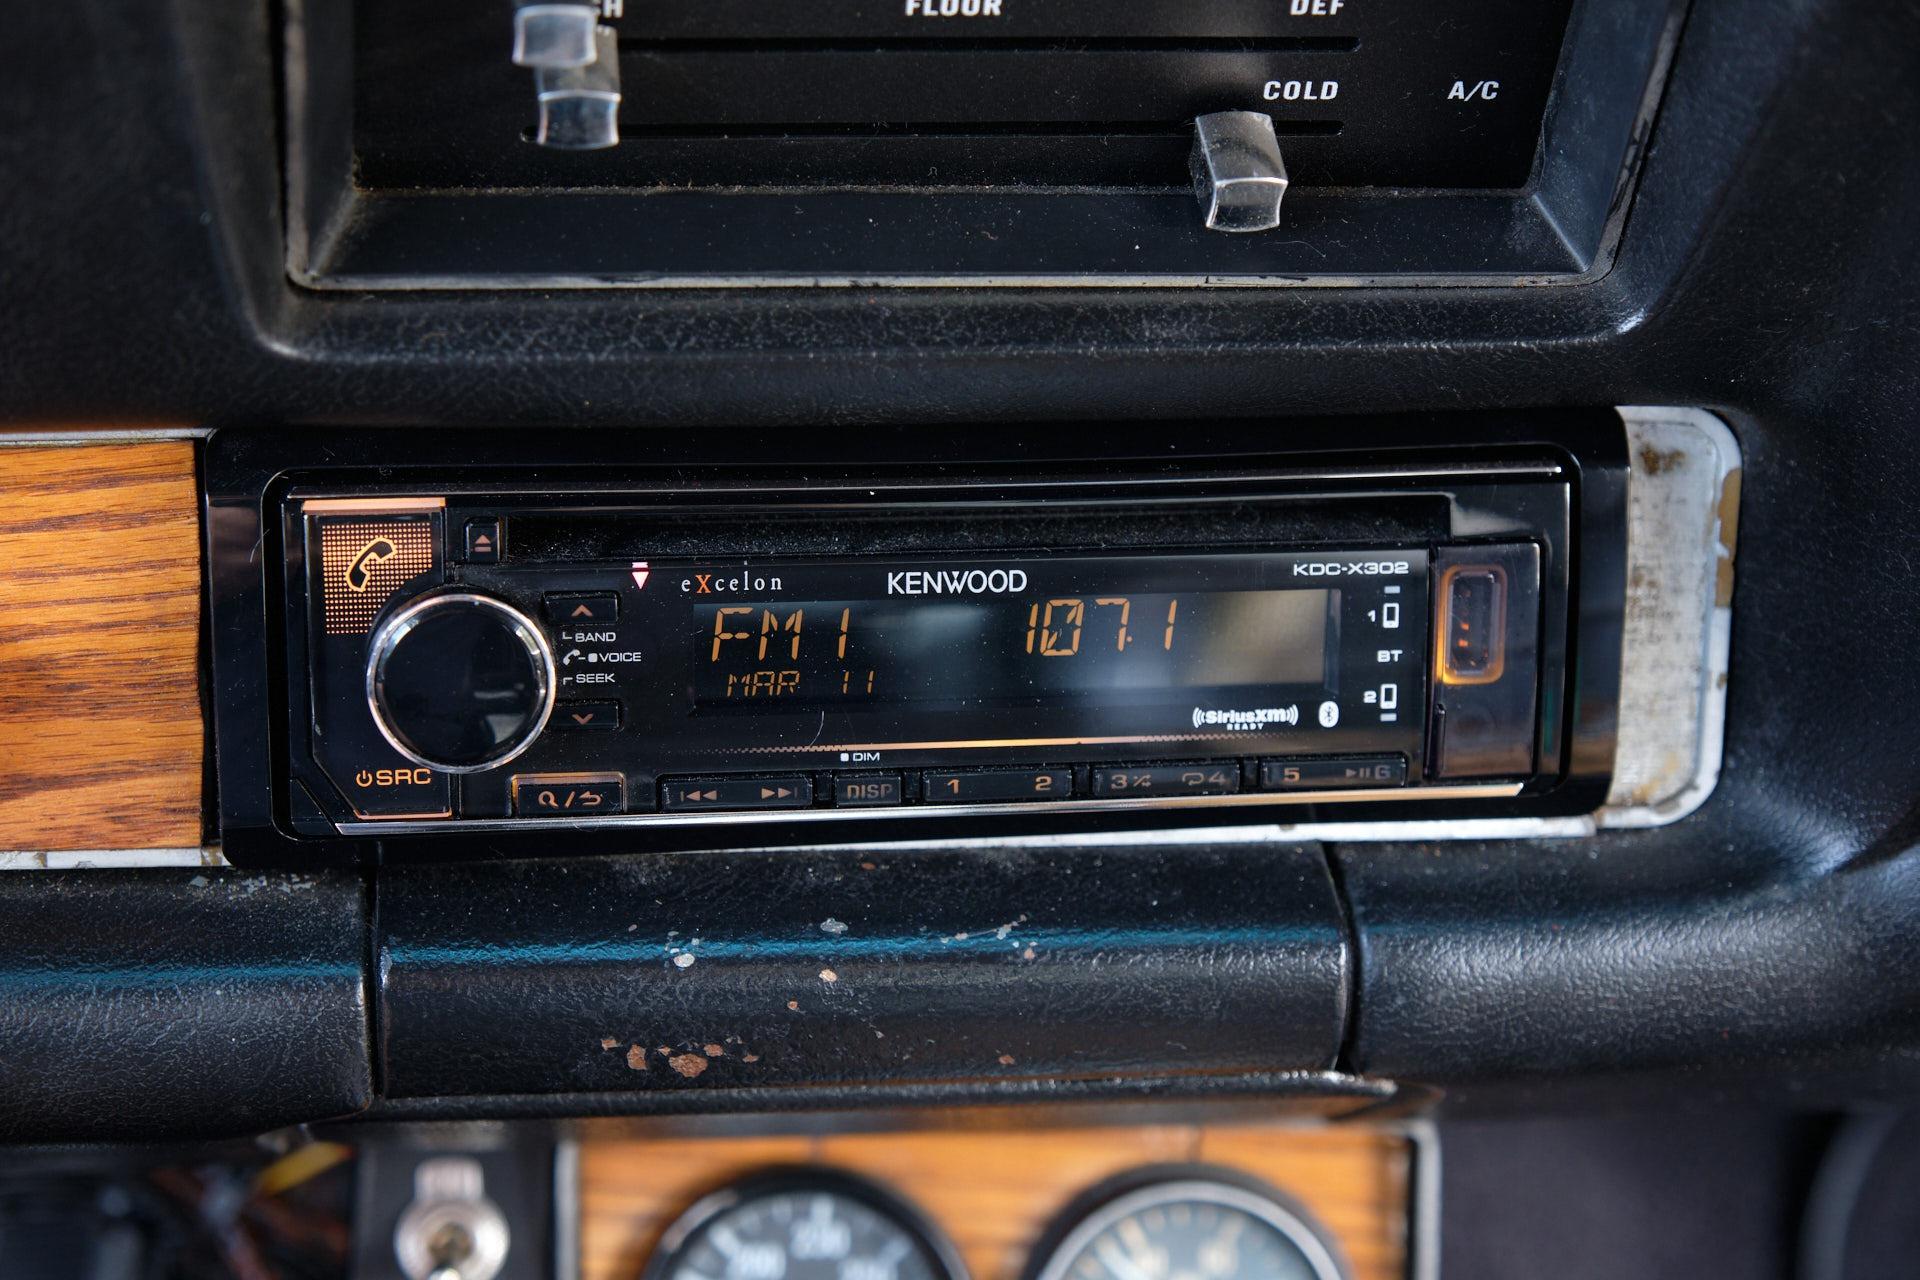 FLOOR DEF
COLD A/C
eXcelon KENWOOD KDC-X302
FM1 107.1
1
BAND
VOICE
BT
SEEK
MAR 11
2
SiriusXM
READY
DIM
SRC
DISP 1 2 3 4 5 6